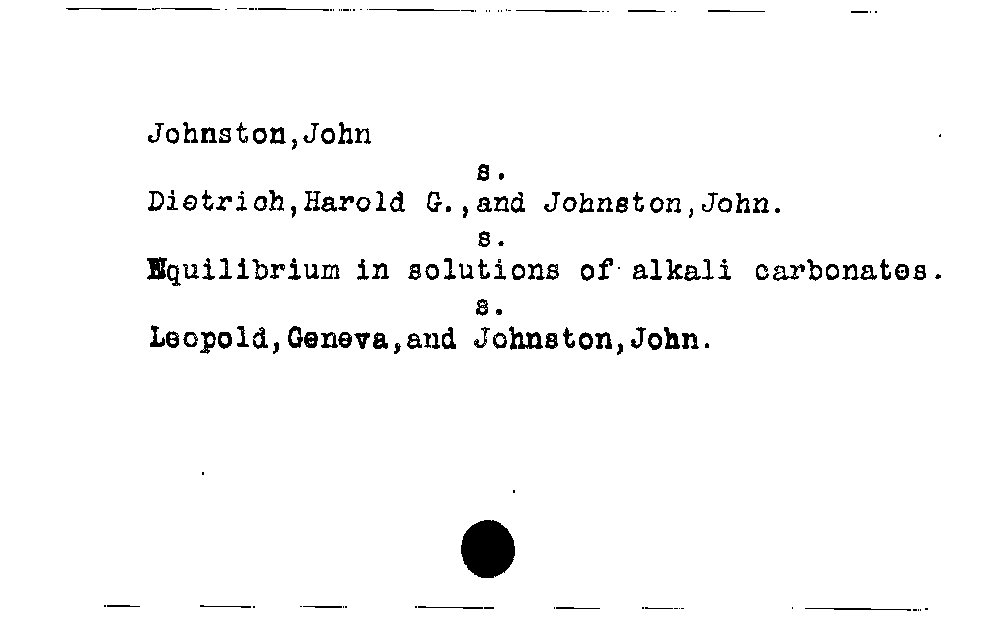 Johnston,John
s.
Dietrich,Harold G.,and Johnston,John.
s.
Equilibrium in solutions of alkali carbonates.
s.
Leopold,Geneva,and Johnston,John.